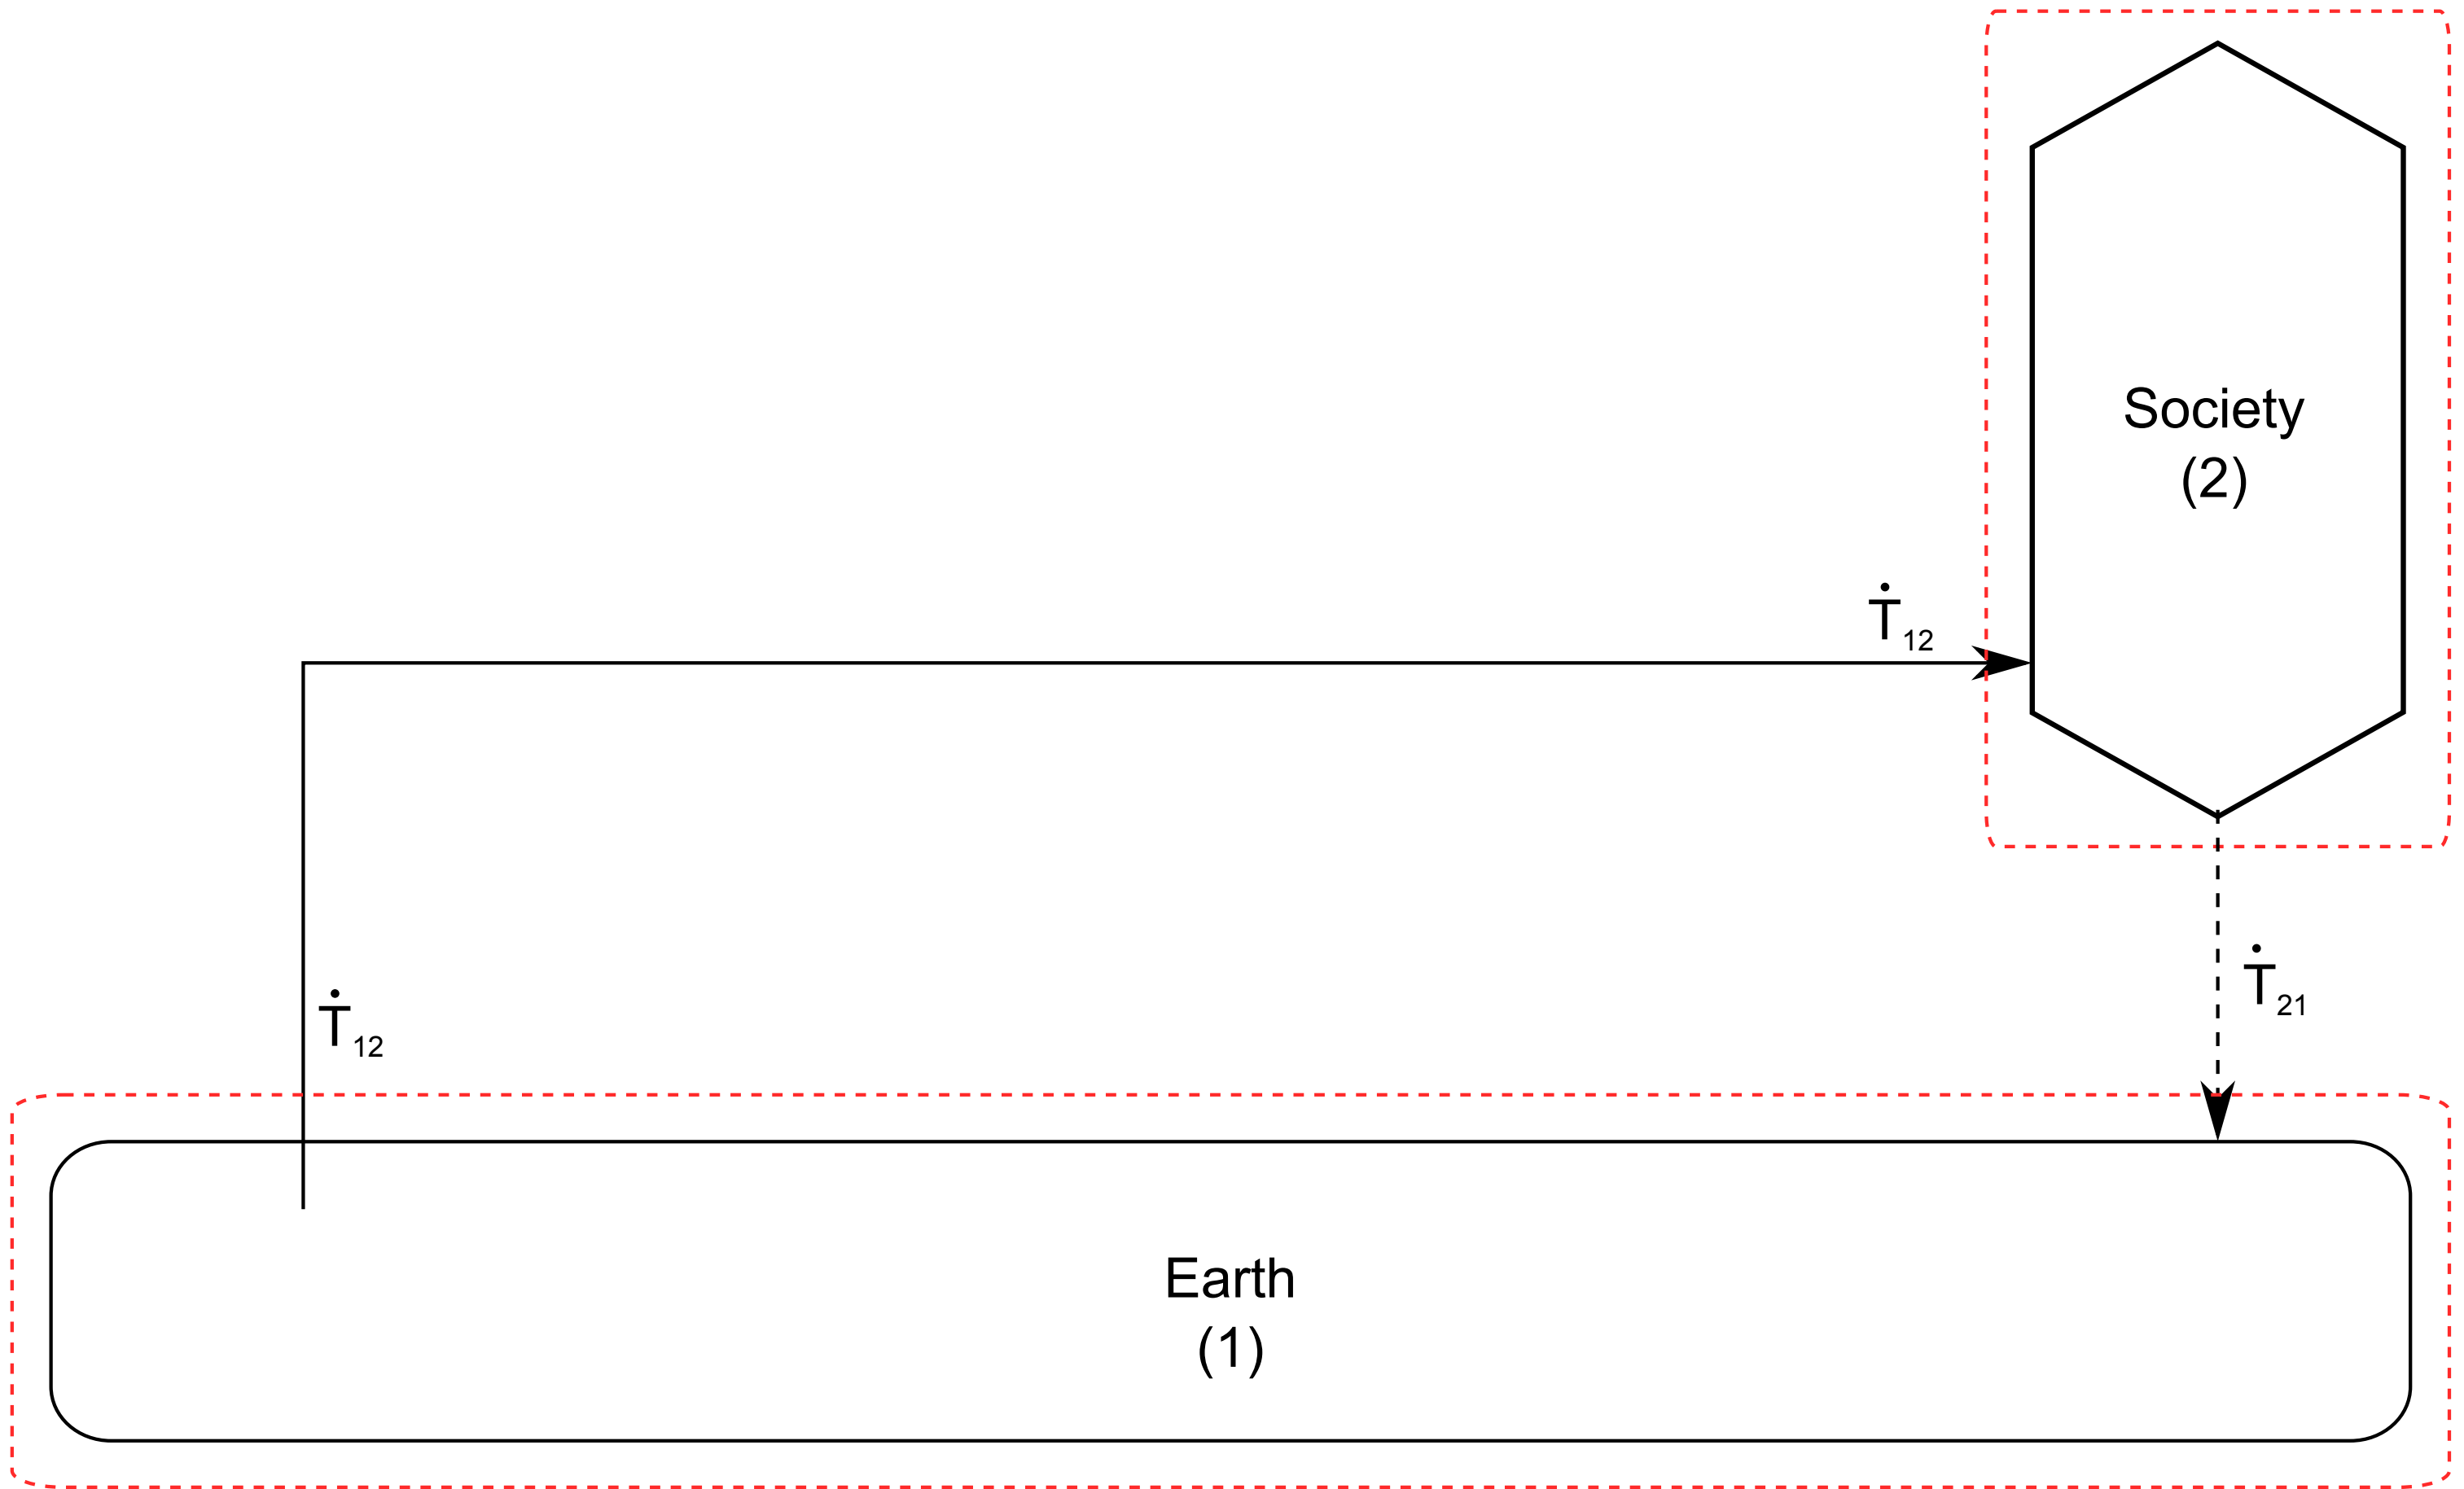 Society
(2)
Ṫ₁₂
Ṫ₂₁
Ṫ₁₂
Earth
(1)